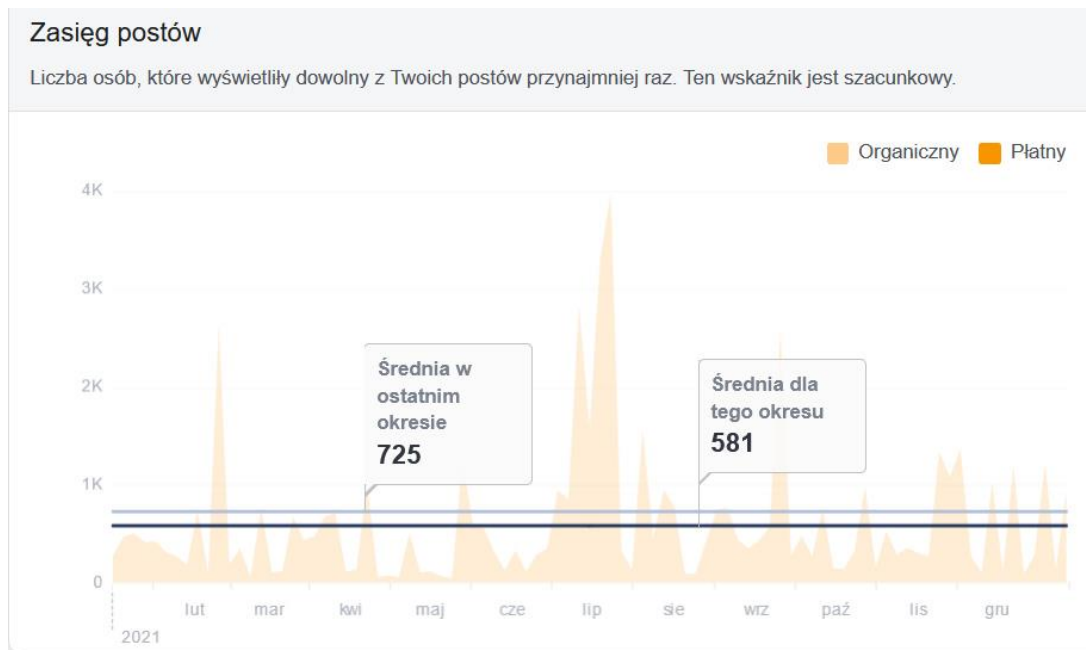 Zasięg postów
Liczba osób, które wyświetliły dowolny z Twoich postów przynajmniej raz. Ten wskaźnik jest szacunkowy.
Organiczny Płatny
4K
3K
2K
1K
0
Średnia w
ostatnim
okresie
725
Średnia dla
tego okresu
581
lut mar kwi maj cze lip sie wrz paź lis gru
2021